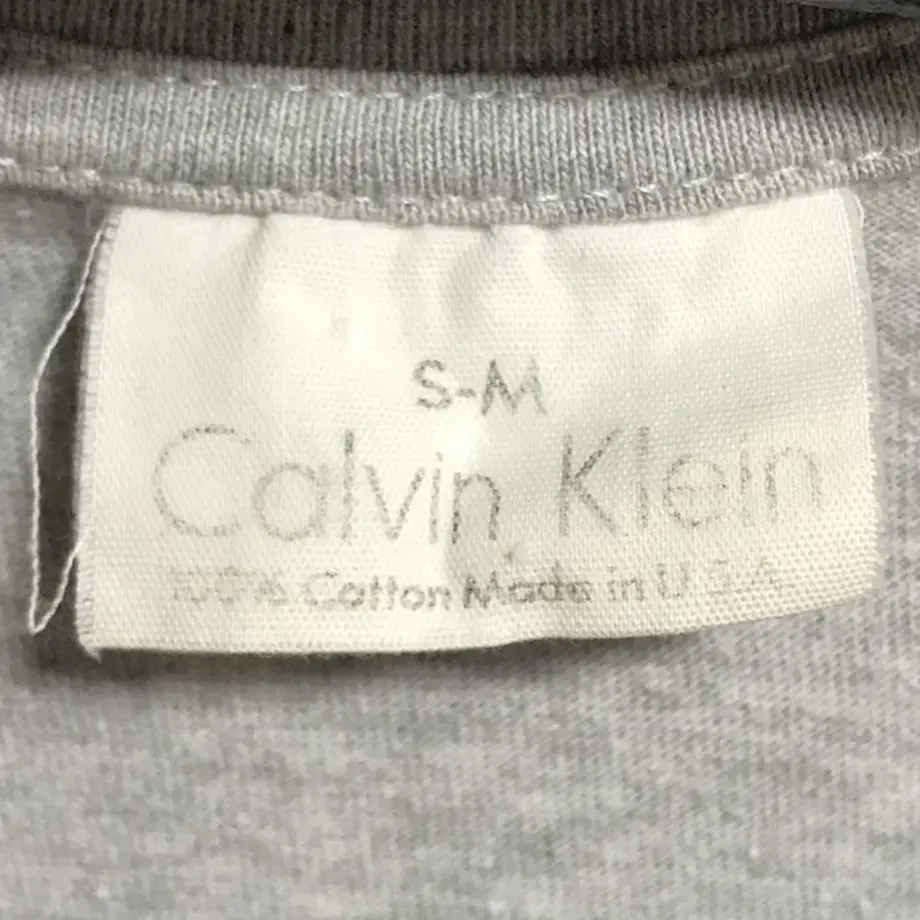 S-M
Calvin Klein
100% Cotton Made in U.S.A.